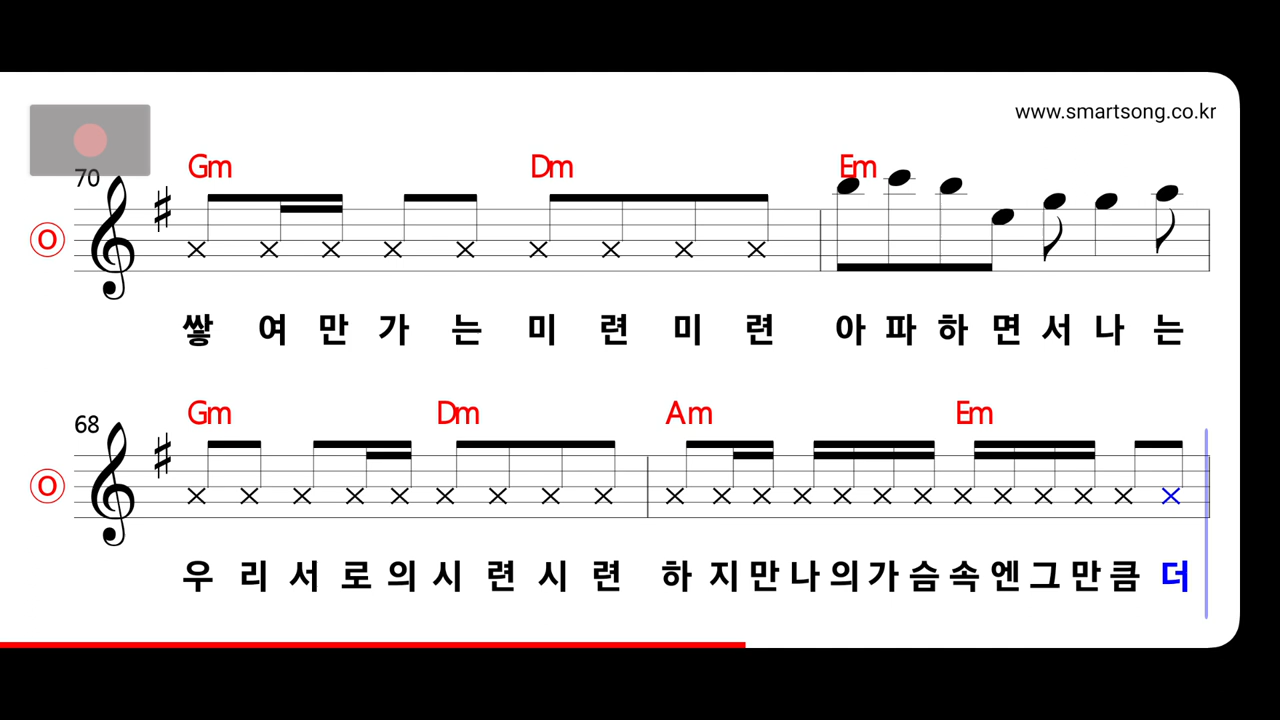 www.smartsong.co.kr
Gm Dm Em
70
O
쌓 여 만 가 는 미 련 미 련 아 파 하 면 서 나 는
Gm Dm Am Em
68
O
우 리 서 로 의 시 련 시 련 하 지 만 나 의 가 슴 속 엔 그 만 큼 더